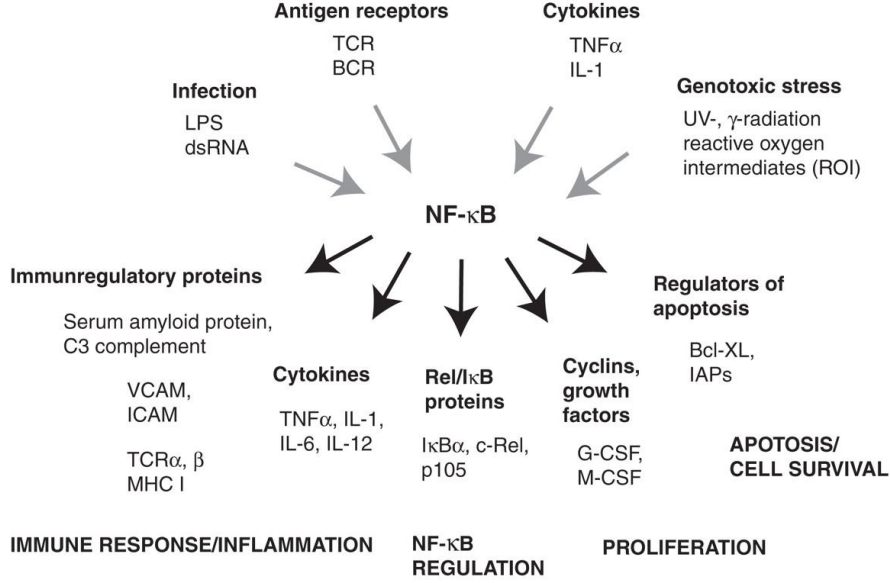 Antigen receptors
TCR
BCR
Cytokines
TNFα
IL-1
Infection
LPS
dsRNA
Genotoxic stress
UV-, γ-radiation
reactive oxygen
intermediates (ROI)
NF-κB
Immunregulatory proteins
Serum amyloid protein,
C3 complement
VCAM,
ICAM
TCRα, β
MHC I
Cytokines
TNFα, IL-1,
IL-6, IL-12
Rel/IκB
proteins
IκBα, c-Rel,
p105
Cyclins,
growth
factors
G-CSF,
M-CSF
Regulators of
apoptosis
Bcl-XL,
IAPs
APOTOSIS/
CELL SURVIVAL
IMMUNE RESPONSE/INFLAMMATION
NF-κB
REGULATION
PROLIFERATION